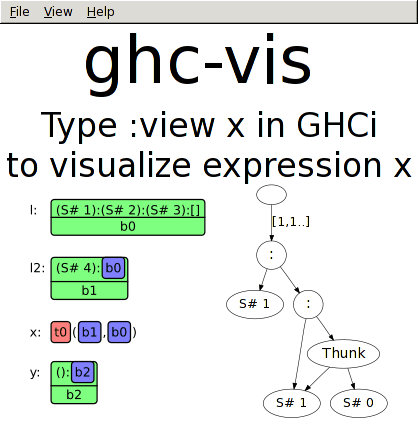 File View Help
ghc-vis
Type :view x in GHCi
to visualize expression x
l: (S# 1):(S# 2):(S# 3):[]
b0
l2: (S# 4): b0
b1
x: t0(b1,b0)
y: ():b2
b2
[1,1..]
:
S# 1
:
Thunk
S# 1
S# 0